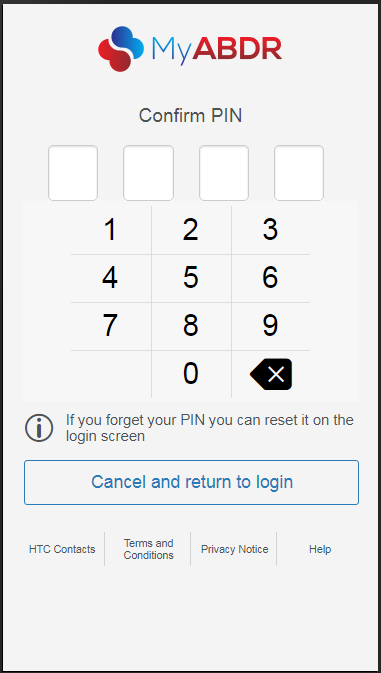 MyABDR
Confirm PIN
1 2 3
4 5 6
7 8 9
0
If you forget your PIN you can reset it on the
login screen
Cancel and return to login
HTC Contacts
Terms and
Conditions
Privacy Notice
Help